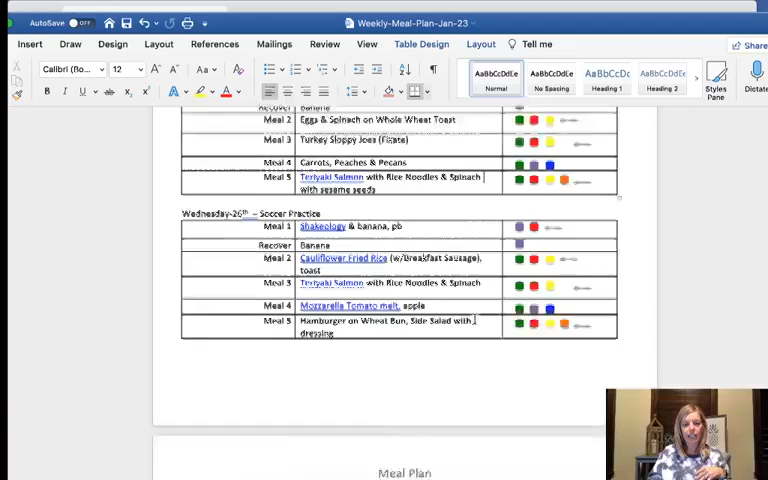 AutoSave OFF Weekly-Meal-Plan-Jan-23
Insert Draw Design Layout References Mailings Review View Table Design Layout Tell me Share
Calibri (Bo... 12 A A Aa A AaBbCcDdEe AaBbCcDdEe AaBbCcDc AaBbCcDdEe
B I U Normal No Spacing Heading 1 Heading 2 Styles Pane Dictate
Recover Banana
Meal 2 Eggs & Spinach on Whole Wheat Toast
Meal 3 Turkey Sloppy Joes (Fixate)
Meal 4 Carrots, Peaches & Pecans
Meal 5 Teriyaki Salmon with Rice Noodles & Spinach
with sesame seeds
Wednesday-26th – Soccer Practice
Meal 1 Shakeology & banana, pb
Recover Banana
Meal 2 Cauliflower Fried Rice (w/Breakfast Sausage),
toast
Meal 3 Teriyaki Salmon with Rice Noodles & Spinach
Meal 4 Mozzarella Tomato melt, apple
Meal 5 Hamburger on Wheat Bun, Side Salad with
dressing
Meal Plan